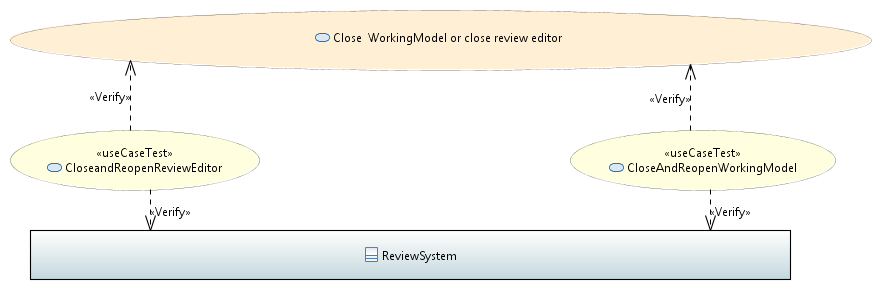 Close  WorkingModel or close review editor
«Verify»
«Verify»
«useCaseTest»
CloseandReopenReviewEditor
«useCaseTest»
CloseAndReopenWorkingModel
«Verify»
«Verify»
ReviewSystem